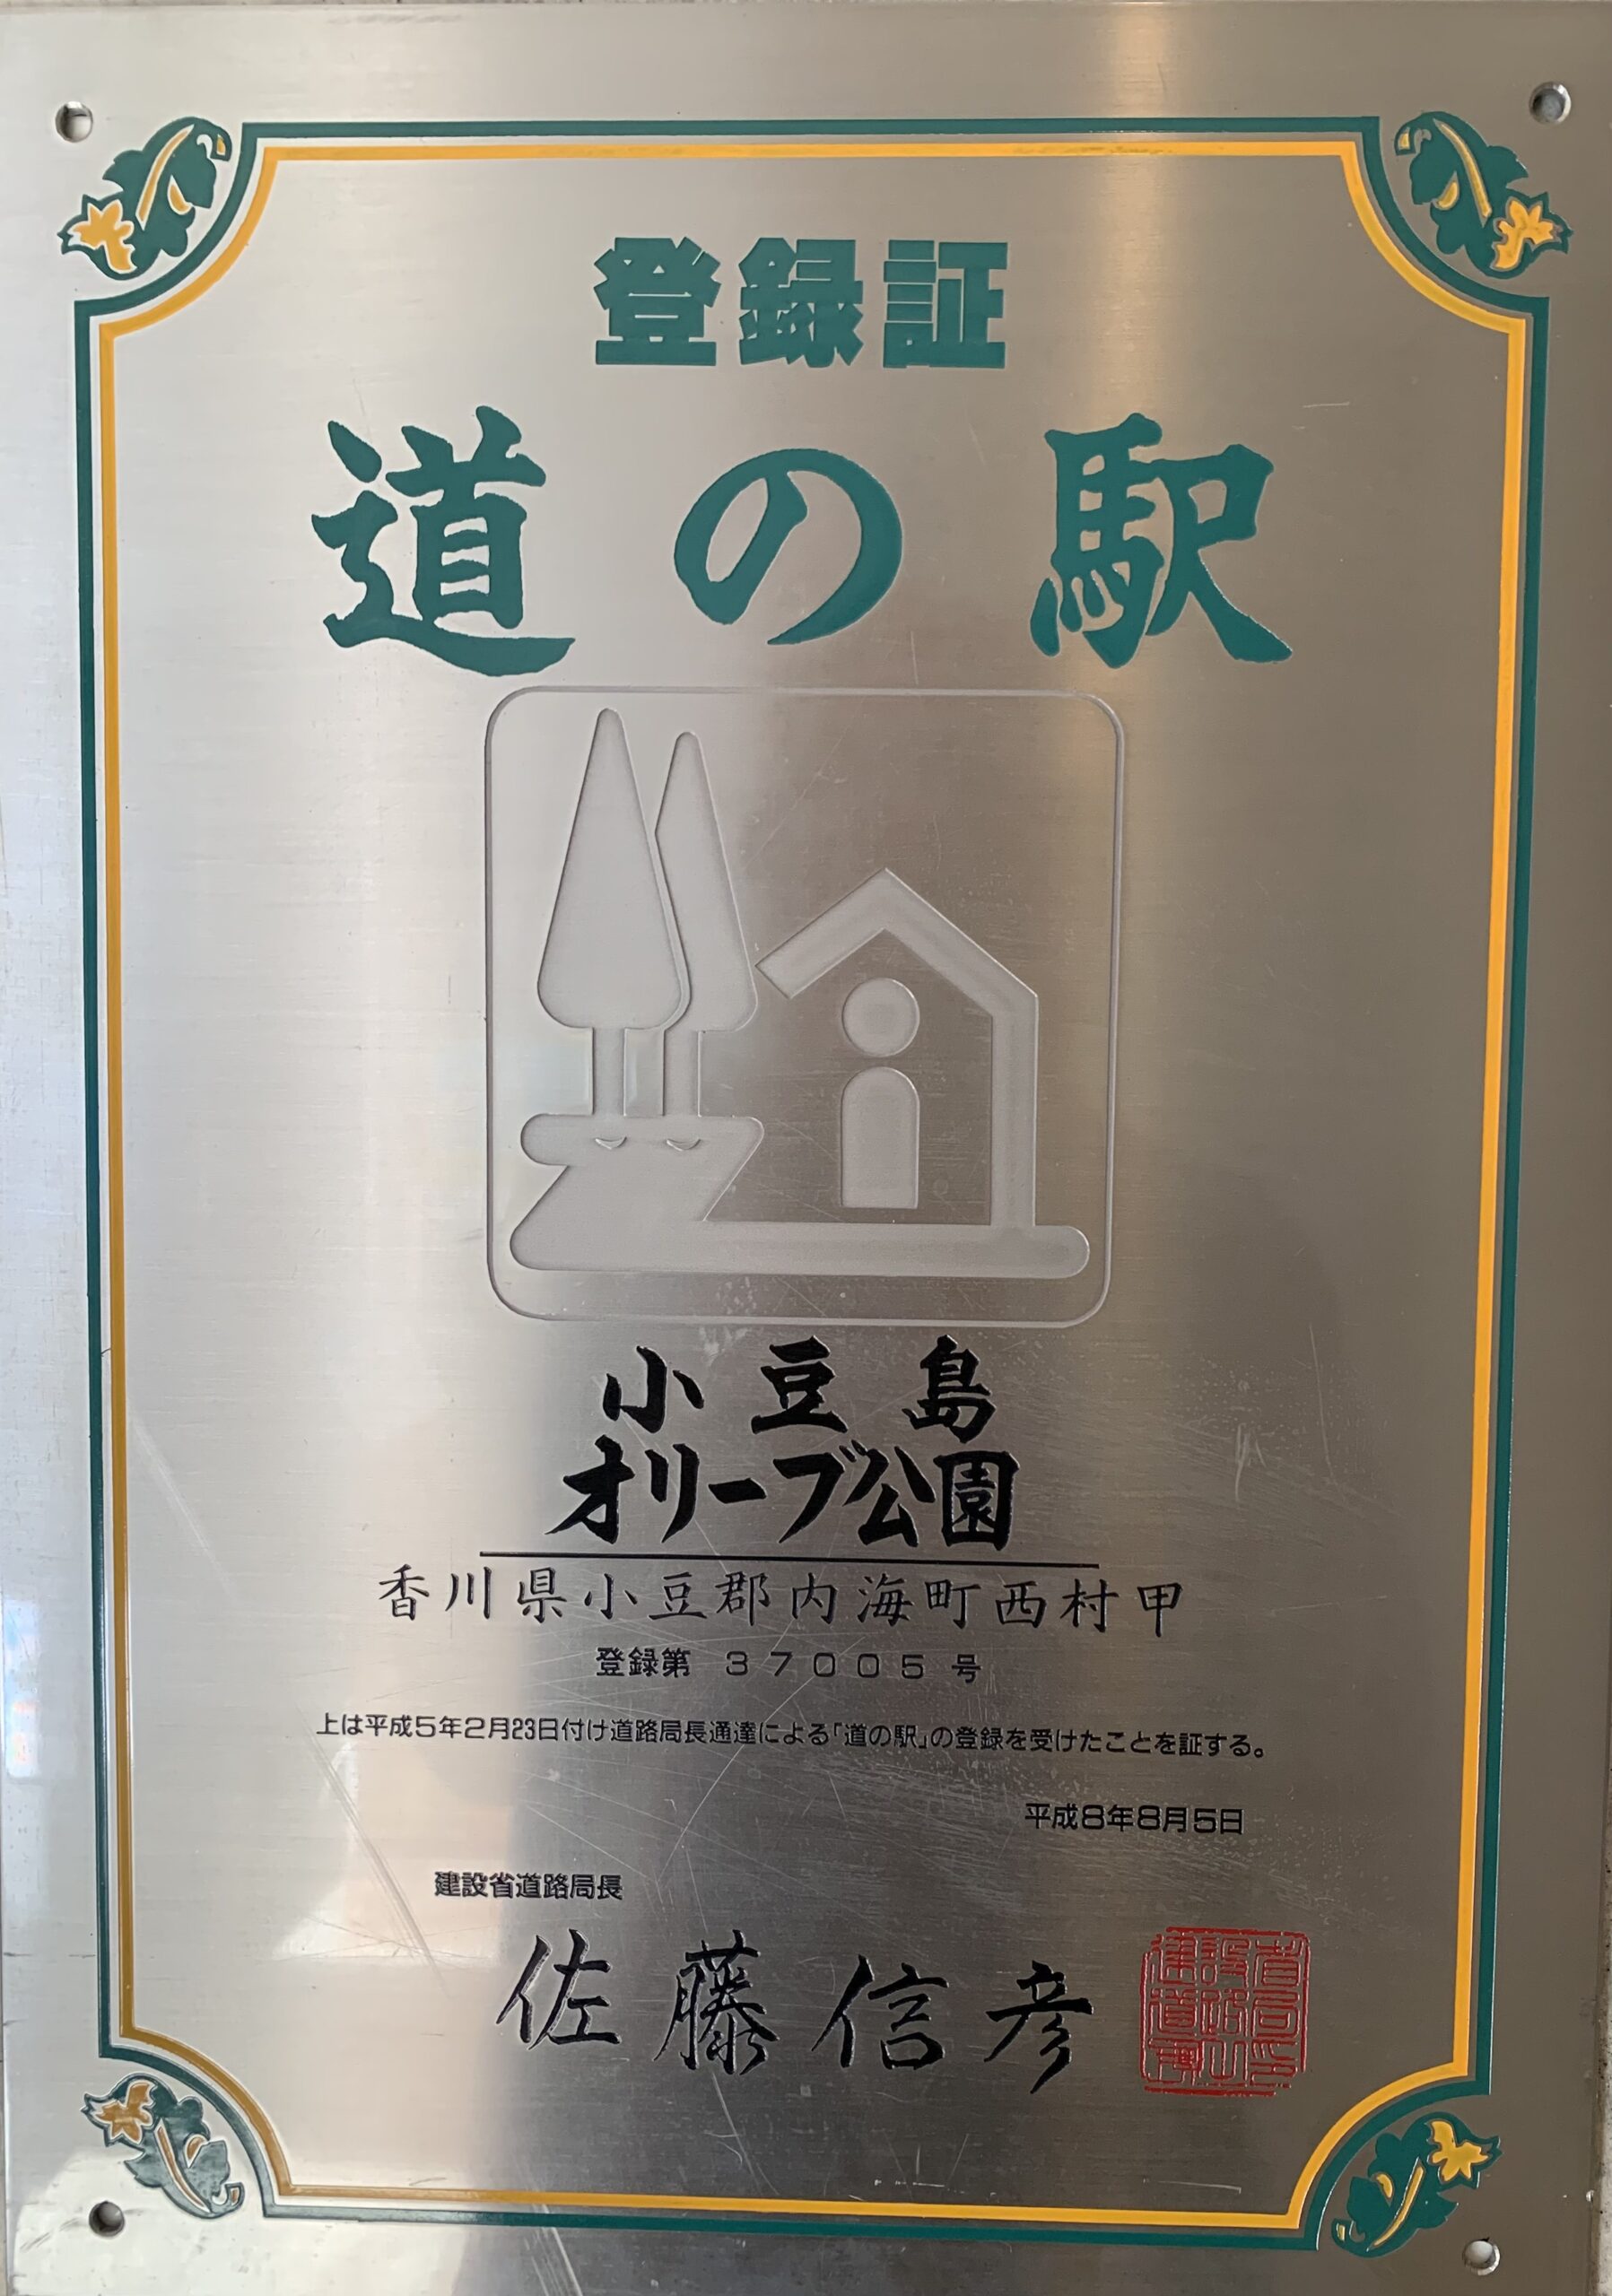 登録証
道の駅
小豆島
オリーブ公園
香川県小豆郡内海町西村甲
登録第 37005 号
上は平成5年2月23日付け道路局長通達による「道の駅」の登録を受けたことを証する。
平成8年8月5日
建設省道路局長
佐藤信彦